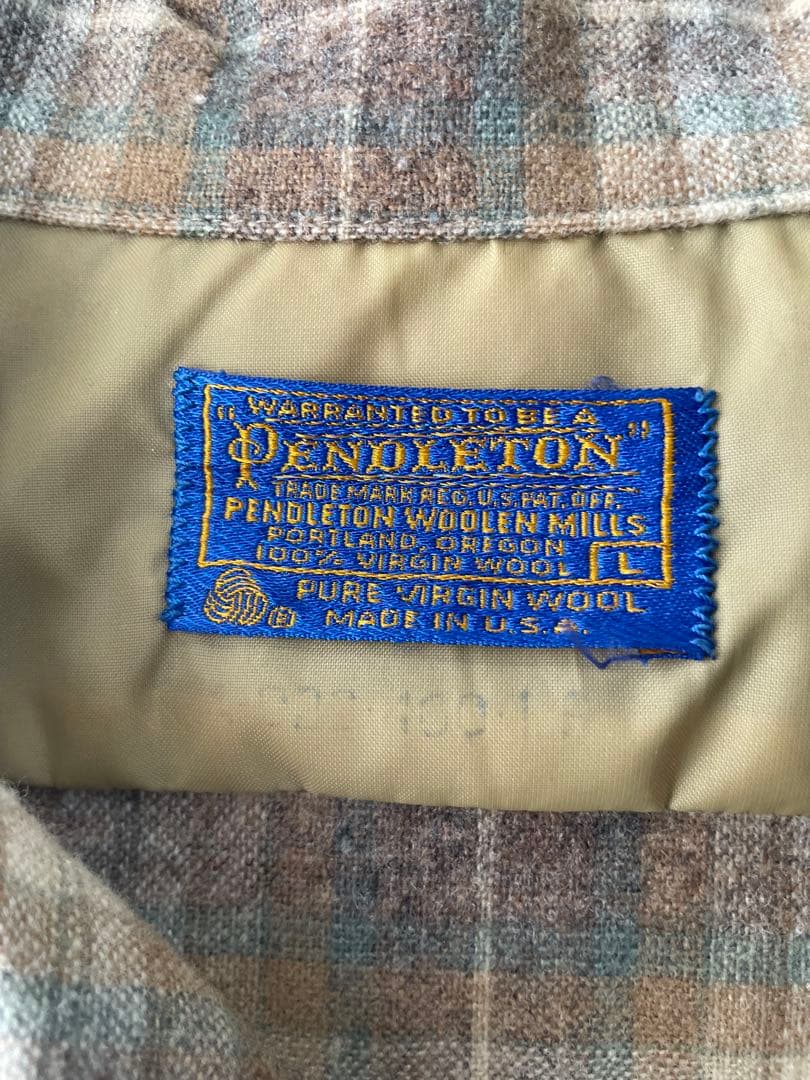 WARRANTED TO BE A
"PENDLETON"
TRADE MARK REG. U.S. PAT. OFF.
PENDLETON WOOLEN MILLS
PORTLAND, OREGON
100% VIRGIN WOOL L
PURE VIRGIN WOOL
® MADE IN U.S.A.